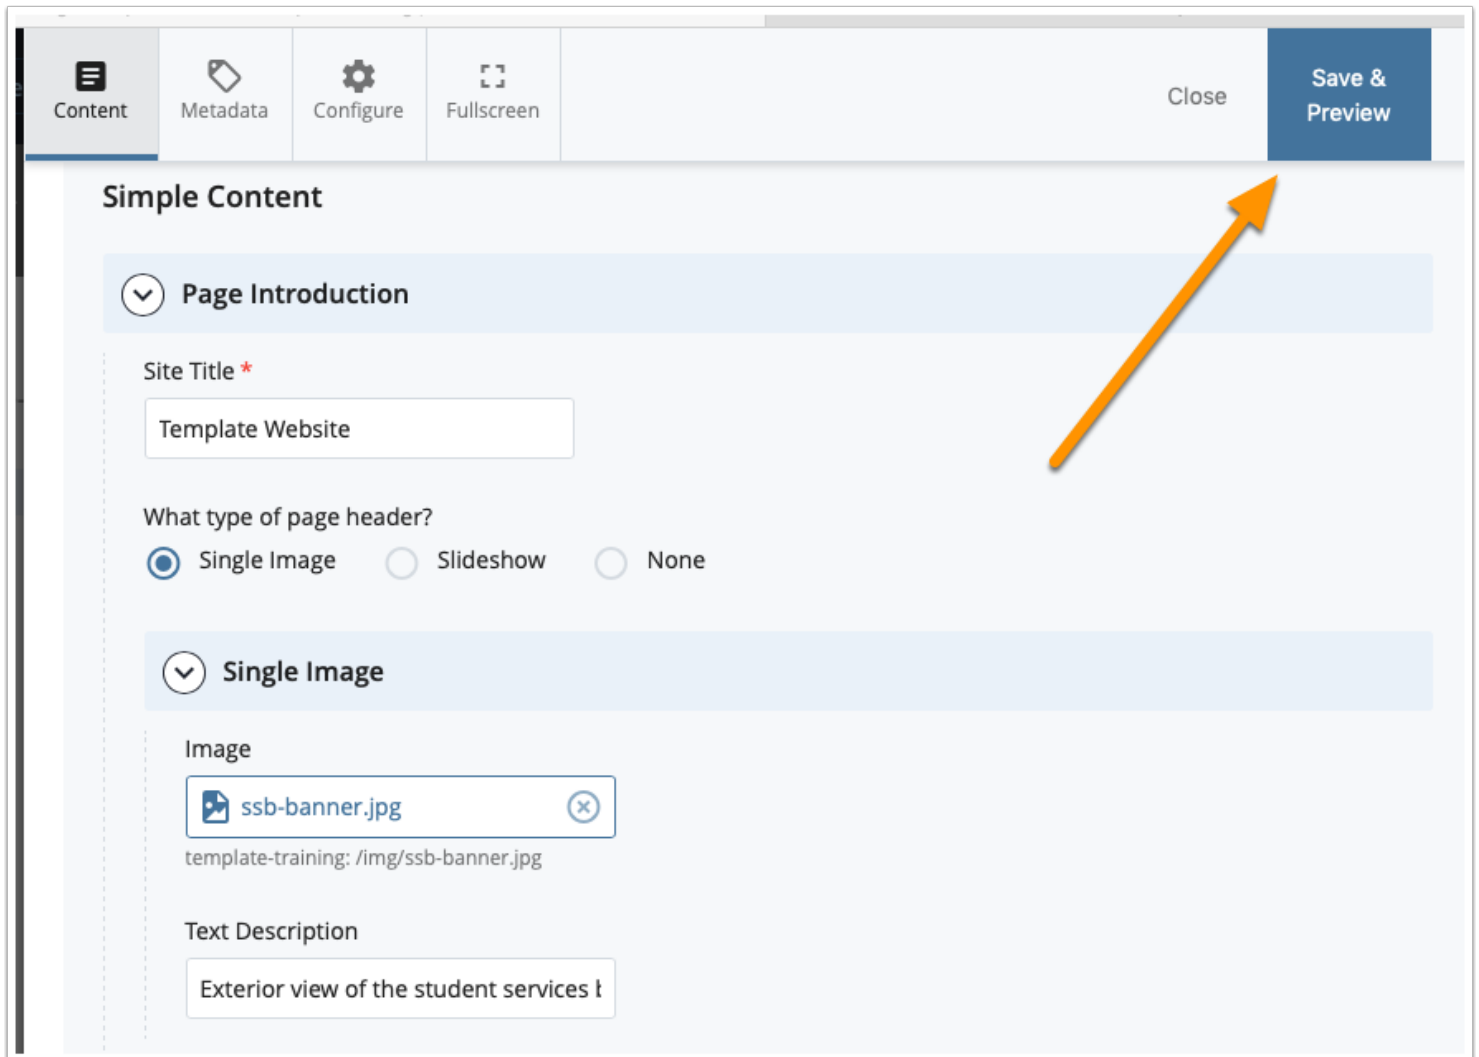 Content
Metadata
Configure
Fullscreen
Close
Save &
Preview
Simple Content
Page Introduction
Site Title *
Template Website
What type of page header?
Single Image
Slideshow
None
Single Image
Image
ssb-banner.jpg
template-training: /img/ssb-banner.jpg
Text Description
Exterior view of the student services